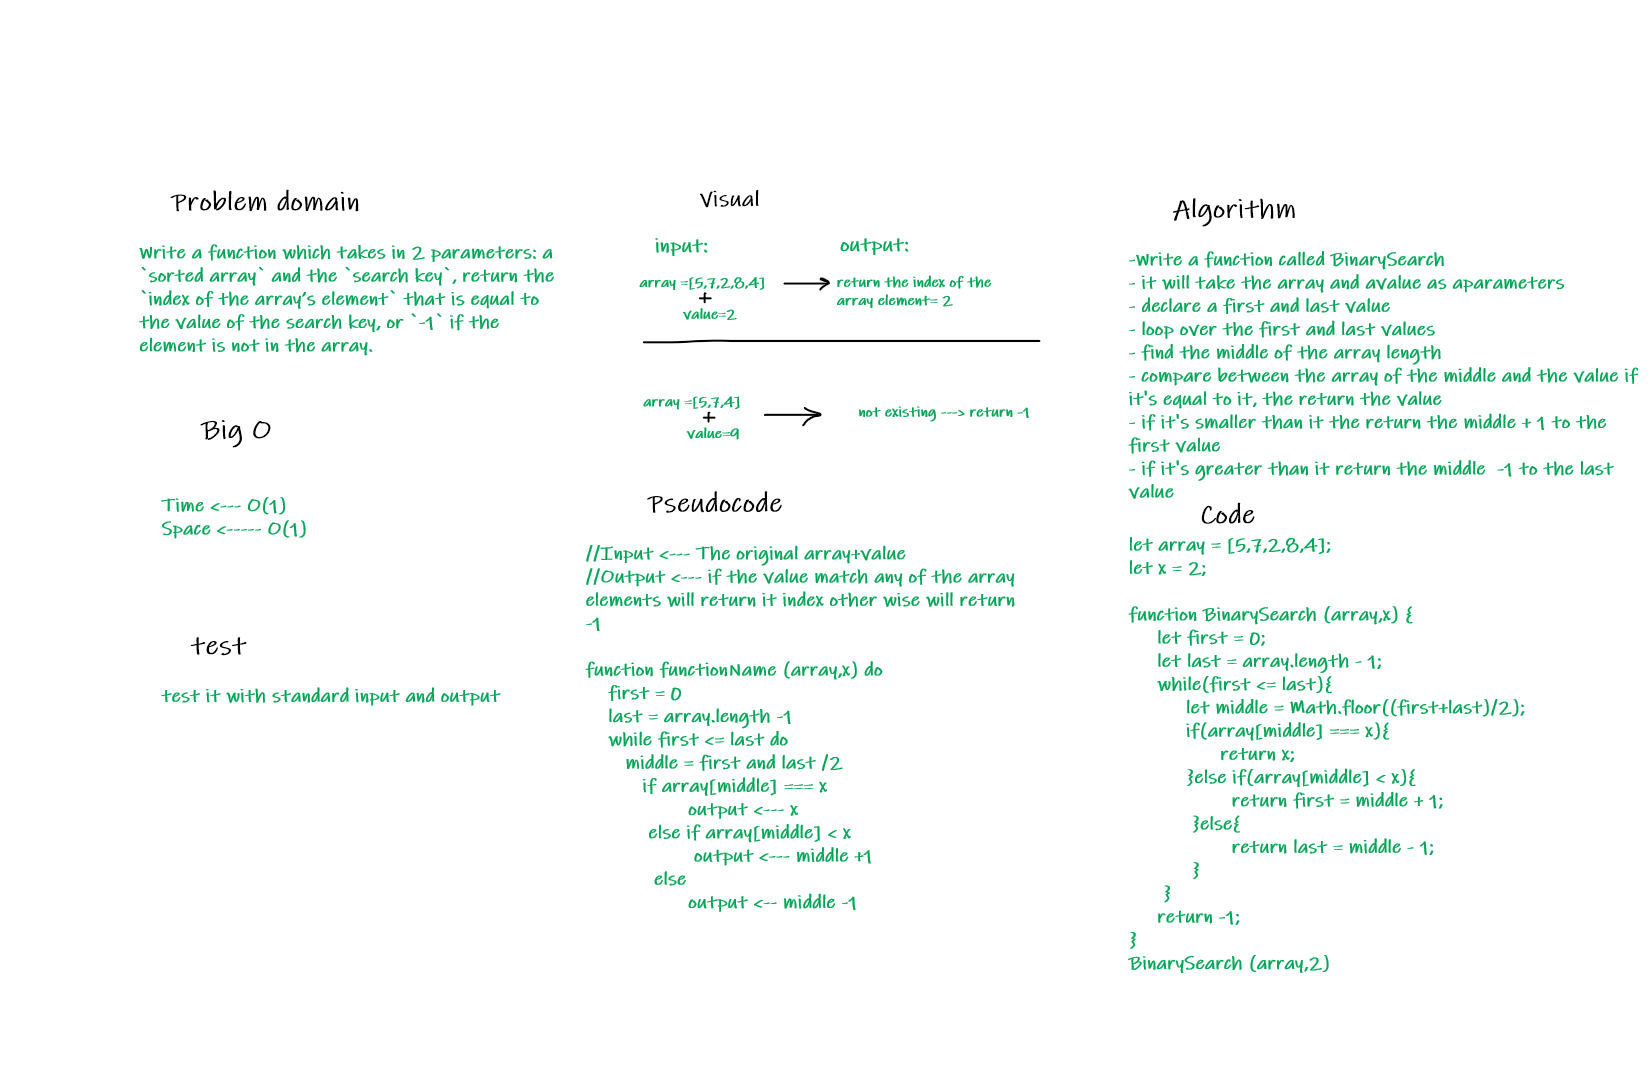 Problem domain
Write a function which takes in 2 parameters: a
`sorted array` and the `search key`, return the
`index of the array's element` that is equal to
the value of the search key, or `-1` if the
element is not in the array.
Big O
Time <--- O(1)
Space <----- O(1)
test
test it with standard input and output
Visual
input:
output:
array =[5,7,2,8,4]
+
value=2
return the index of the
array element= 2
array =[5,7,4]
+
value=9
not existing ---> return -1
Pseudocode
//Input <--- The original array+value
//Output <--- if the value match any of the array
elements will return it index other wise will return
-1
function functionName (array,x) do
first = 0
last = array.length -1
while first <= last do
middle = first and last /2
if array[middle] === x
output <--- x
else if array[middle] < x
output <--- middle +1
else
output <-- middle -1
Algorithm
-Write a function called BinarySearch
- it will take the array and avalue as aparameters
- declare a first and last value
- loop over the first and last values
- find the middle of the array length
- compare between the array of the middle and the value if
it's equal to it, the return the value
- if it's smaller than it the return the middle + 1 to the
first value
- if it's greater than it return the middle -1 to the last
value
Code
let array = [5,7,2,8,4];
let x = 2;
function BinarySearch (array,x) {
let first = 0;
let last = array.length - 1;
while(first <= last){
let middle = Math.floor((first+last)/2);
if(array[middle] === x){
return x;
}else if(array[middle] < x){
return first = middle + 1;
}else{
return last = middle - 1;
}
}
return -1;
}
BinarySearch (array,2)